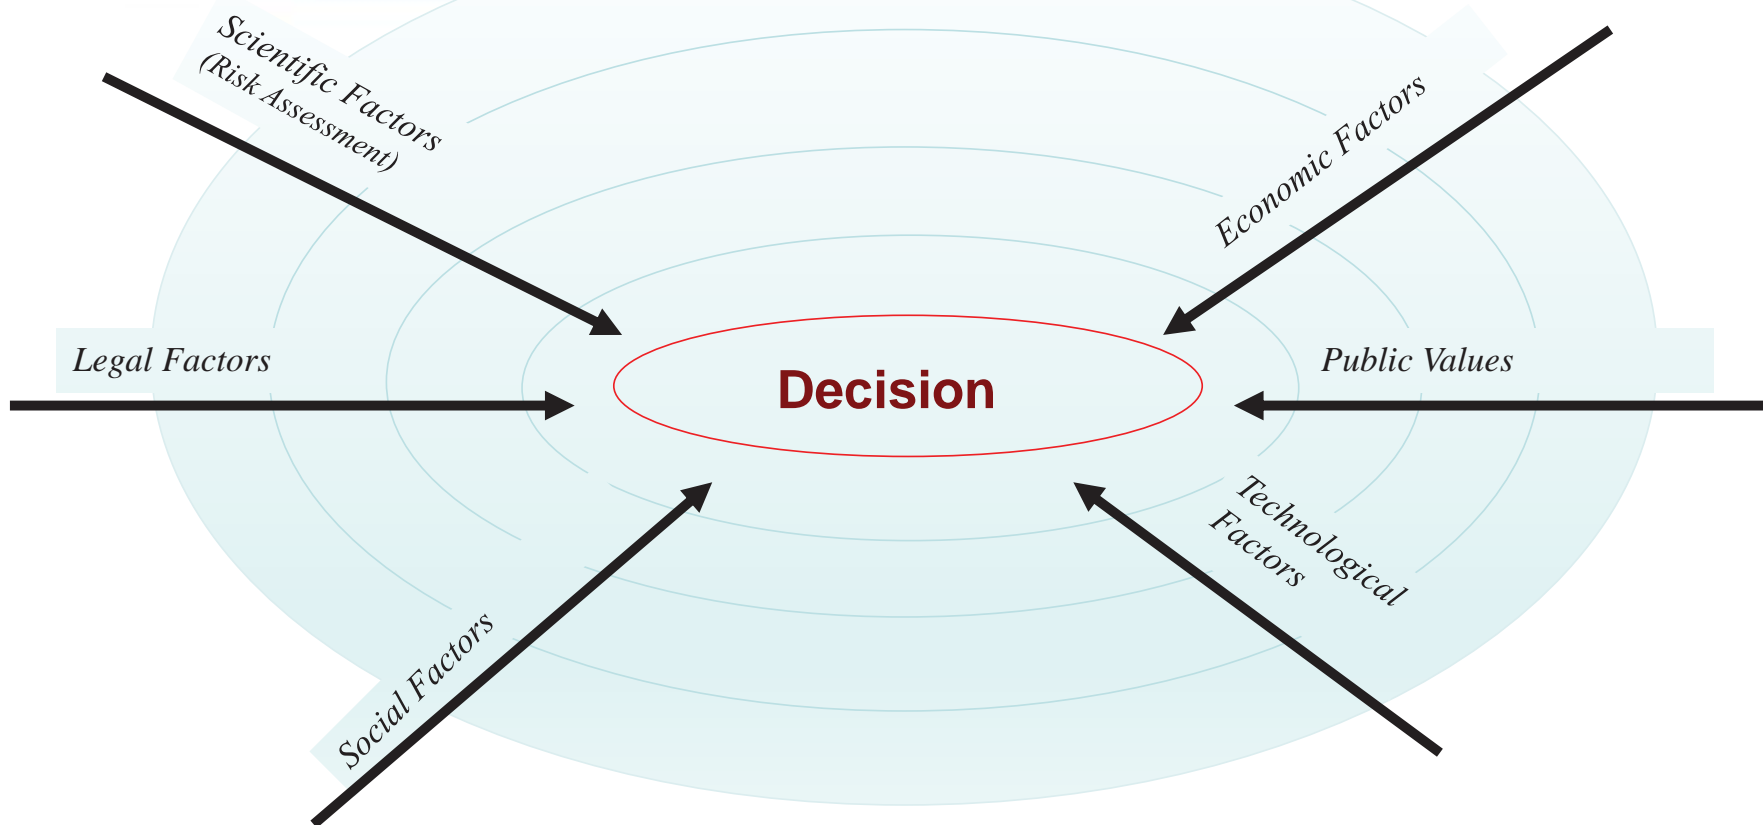 Scientific Factors
(Risk Assessment)
Economic Factors
Legal Factors
Decision
Public Values
Technological
Factors
Social Factors